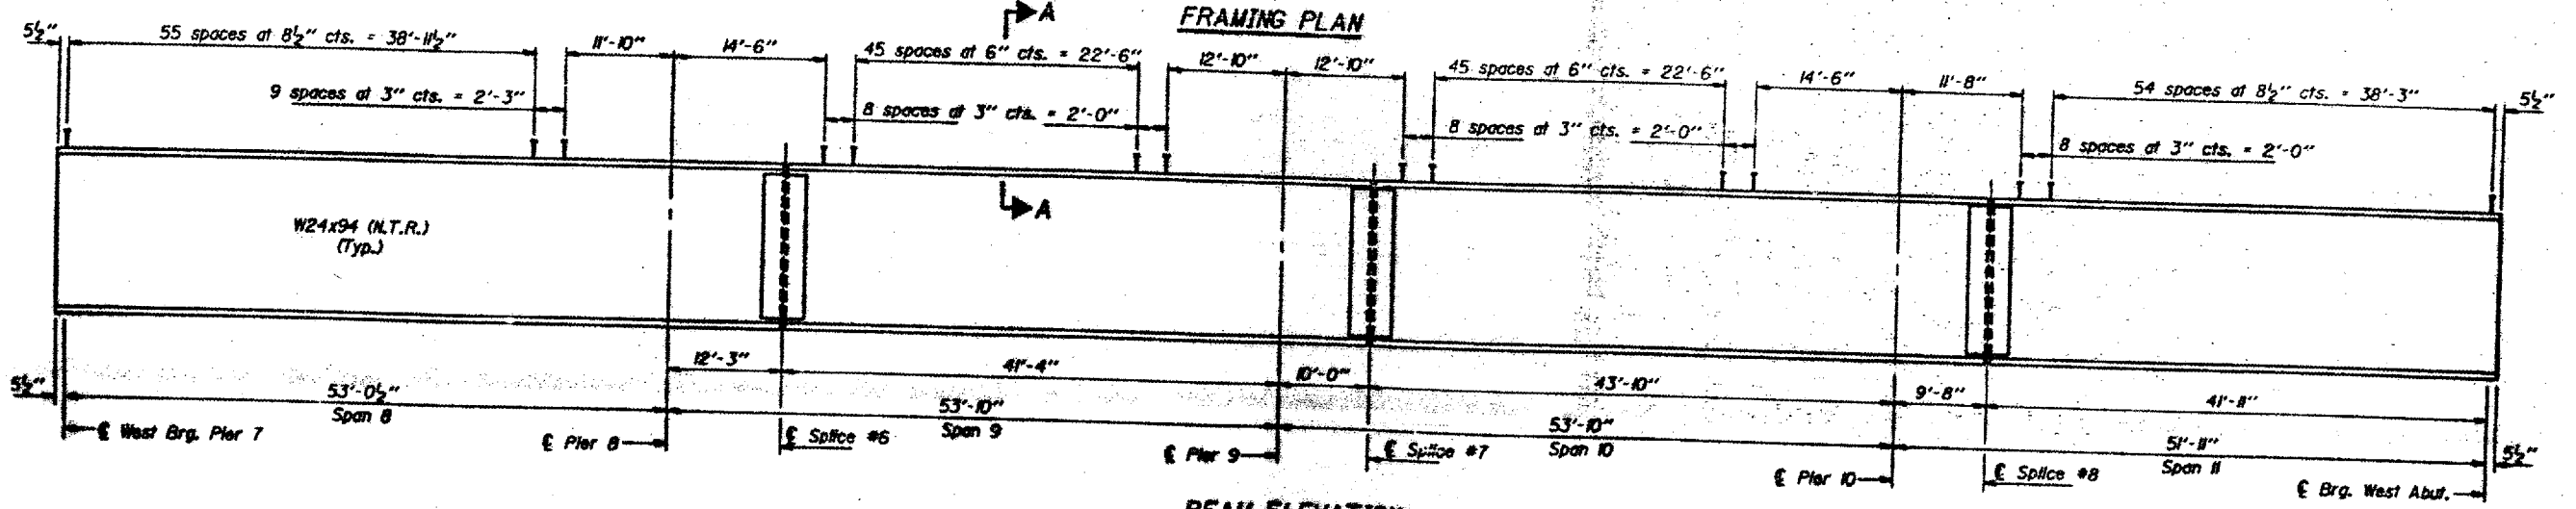 FRAMING PLAN
A
5½"
55 spaces at 8½" cts. = 38'-11½"
11'-10"
14'-6"
45 spaces at 6" cts. = 22'-6"
12'-10"
12'-10"
45 spaces at 6" cts. = 22'-6"
14'-6"
11'-8"
54 spaces at 8½" cts. = 38'-3"
5½"
9 spaces at 3" cts. = 2'-3"
8 spaces at 3" cts. = 2'-0"
8 spaces at 3" cts. = 2'-0"
8 spaces at 3" cts. = 2'-0"
A
W24x94 (N.T.R.)
(Typ.)
12'-3"
41'-4"
10'-0"
43'-10"
9'-8"
41'-11"
5½"
53'-0½"
Span 8
53'-10"
Span 9
53'-10"
Span 10
51'-11"
Span 11
5½"
℄ West Brg. Pier 7
℄ Pier 8
℄ Splice #6
℄ Pier 9
℄ Splice #7
℄ Pier 10
℄ Splice #8
℄ Brg. West Abut.
BEAM ELEVATION